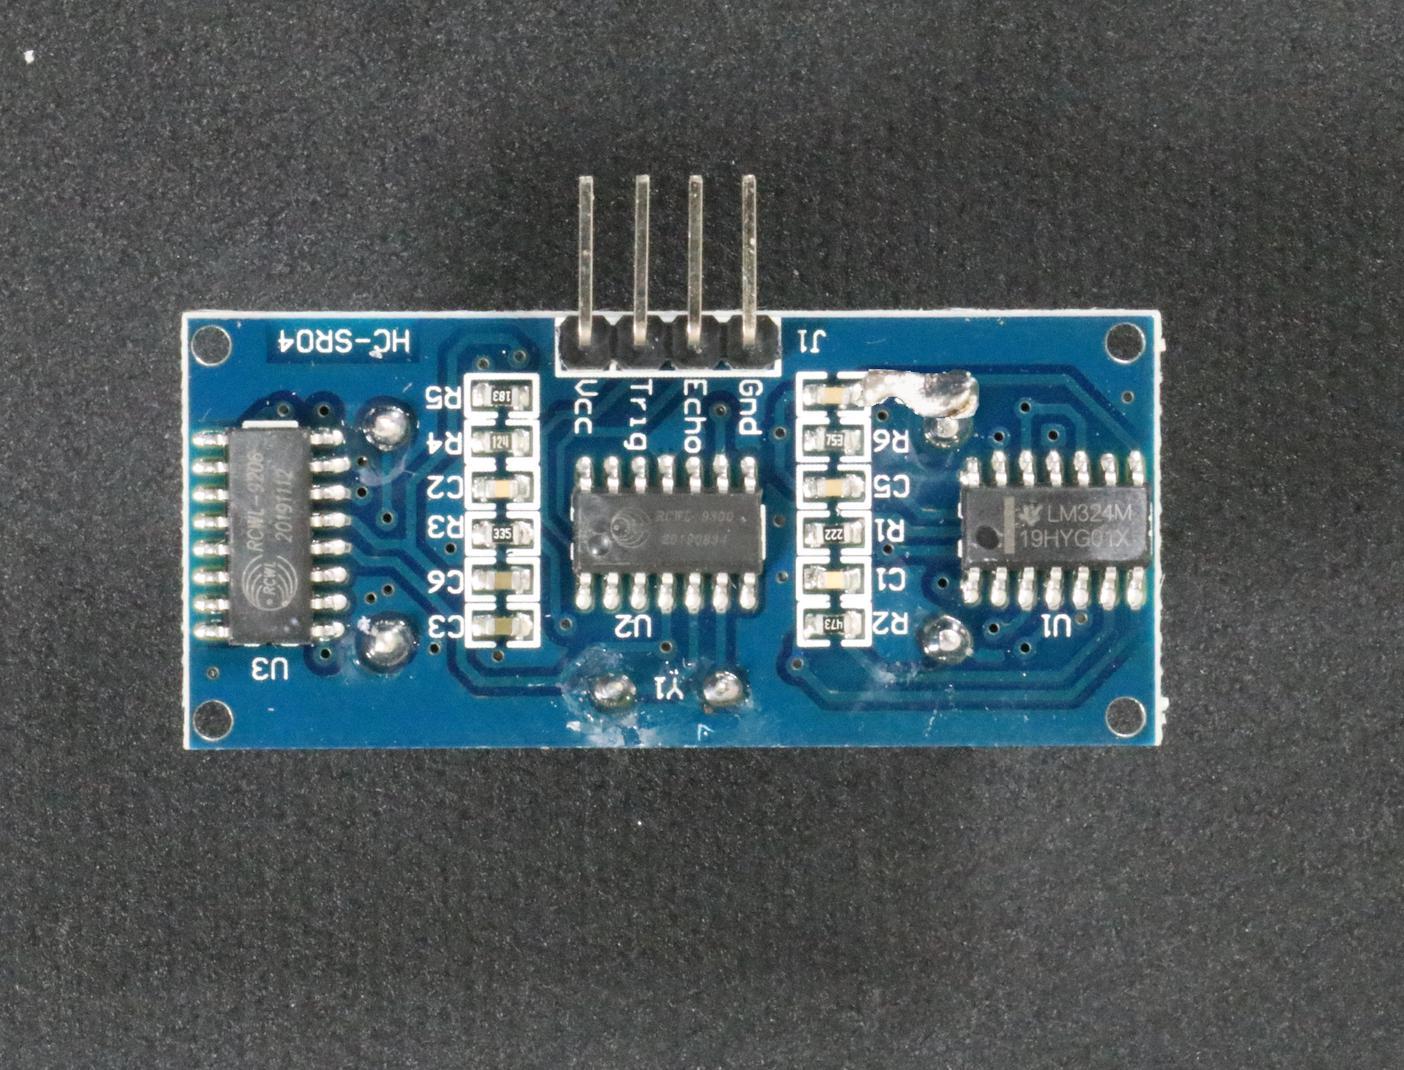 HC-SR04
J1
Vcc
Trig
Echo
Gnd
R5
183
R4
124
C2
R3
335
C6
C3
R6
753
C5
R1
222
C1
R2
473
RCWL-9206
20191112
RCWL
U3
RCWL-9300
U2
Y1
LM324M
19HYG01X
U1